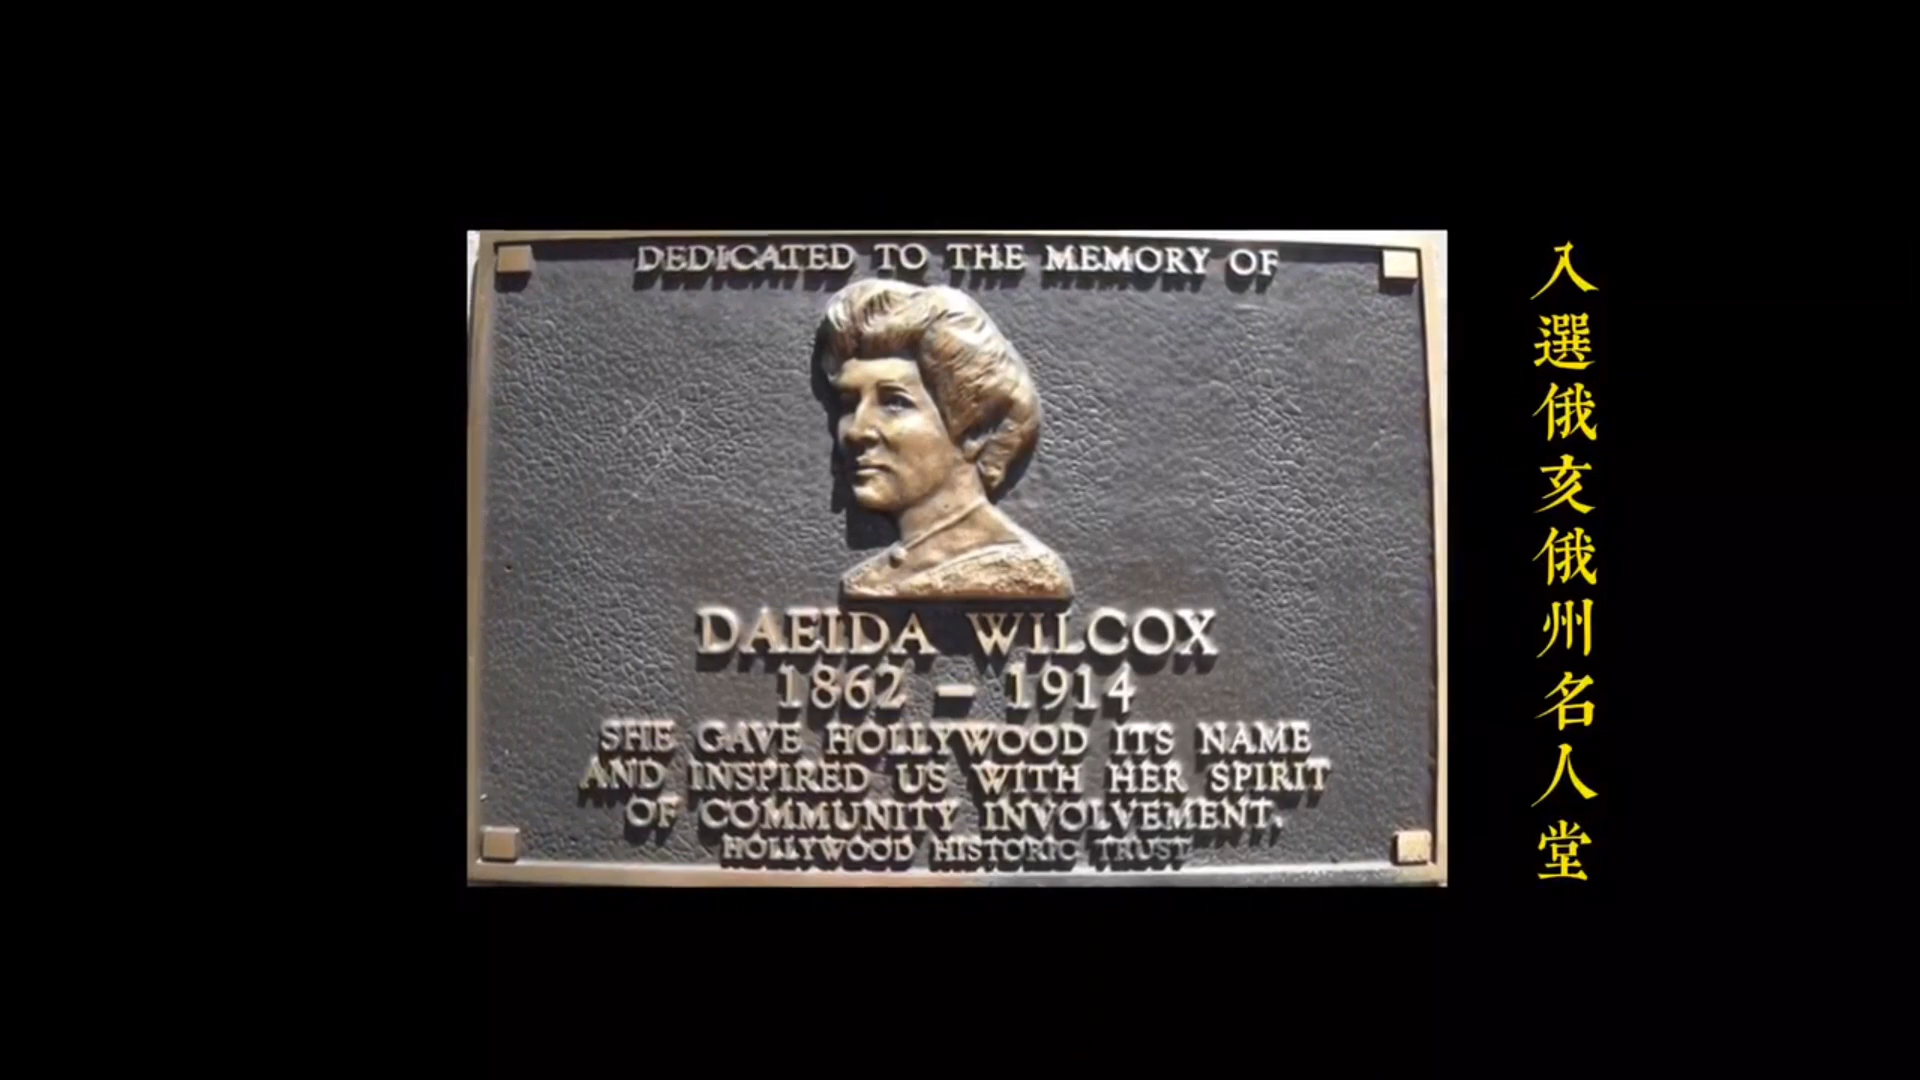 DEDICATED TO THE MEMORY OF
DAEIDA WILCOX
1862 – 1914
SHE GAVE HOLLYWOOD ITS NAME
AND INSPIRED US WITH HER SPIRIT
OF COMMUNITY INVOLVEMENT.
HOLLYWOOD HISTORIC TRUST
入選俄亥俄州名人堂